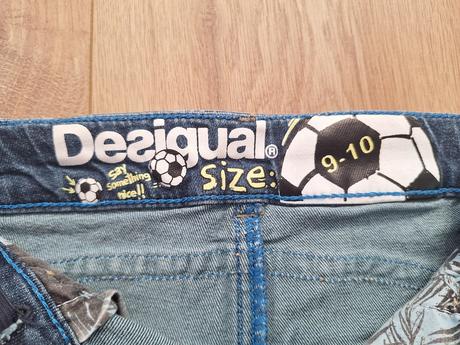 Desigual®
say
something
nice!!
Size:
9-10